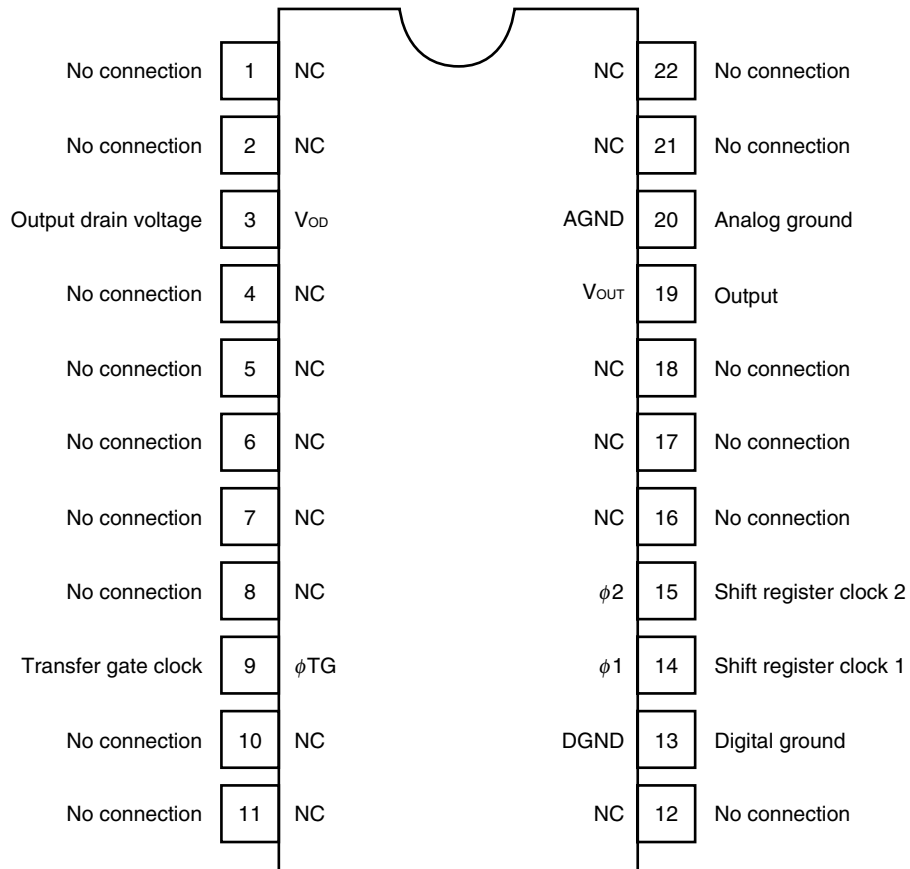 No connection 1 NC NC 22 No connection
No connection 2 NC NC 21 No connection
Output drain voltage 3 VOD AGND 20 Analog ground
No connection 4 NC VOUT 19 Output
No connection 5 NC NC 18 No connection
No connection 6 NC NC 17 No connection
No connection 7 NC NC 16 No connection
No connection 8 NC ϕ2 15 Shift register clock 2
Transfer gate clock 9 ϕTG ϕ1 14 Shift register clock 1
No connection 10 NC DGND 13 Digital ground
No connection 11 NC NC 12 No connection